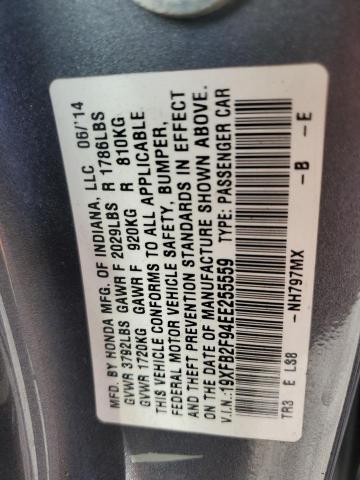 MFD. BY HONDA MFG. OF INDIANA, LLC 06/'14
GVWR 3792LBS GAWR F 2029LBS R 1786LBS
GVWR 1720KG GAWR F 920KG R 810KG
THIS VEHICLE CONFORMS TO ALL APPLICABLE
FEDERAL MOTOR VEHICLE SAFETY, BUMPER,
AND THEFT PREVENTION STANDARDS IN EFFECT
ON THE DATE OF MANUFACTURE SHOWN ABOVE.
V.I.N.:19XFB2F94EE255559 TYPE: PASSENGER CAR
-NH797MX -B -E
TR3 E L88